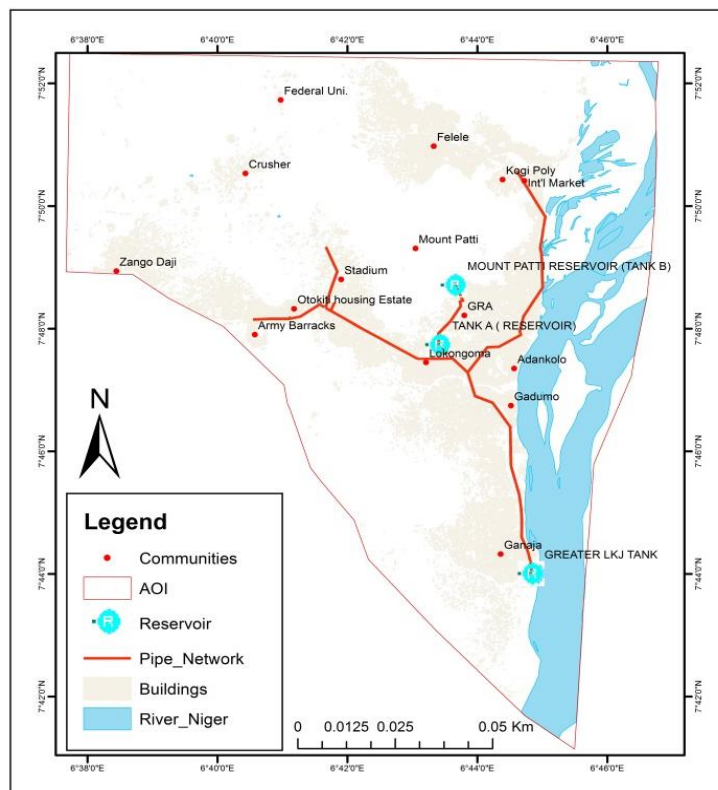 6°38'0"E 6°40'0"E 6°42'0"E 6°44'0"E 6°46'0"E
7°52'0"N 7°52'0"N
Federal Uni.
Felele
Crusher
Kogi Poly
Int'l Market
7°50'0"N 7°50'0"N
Mount Patti
Zango Daji
Stadium
MOUNT PATTI RESERVOIR (TANK B)
R
Otokiti housing Estate
GRA
7°48'0"N 7°48'0"N
Army Barracks
TANK A ( RESERVOIR)
R
Lokongoma
Adankolo
Gadumo
N
7°46'0"N 7°46'0"N
Legend
Communities
AOI
R Reservoir
Pipe_Network
Buildings
River_Niger
Ganaja
GREATER LKJ TANK
R
7°44'0"N 7°44'0"N
7°42'0"N 7°42'0"N
0 0.0125 0.025 0.05 Km
6°38'0"E 6°40'0"E 6°42'0"E 6°44'0"E 6°46'0"E